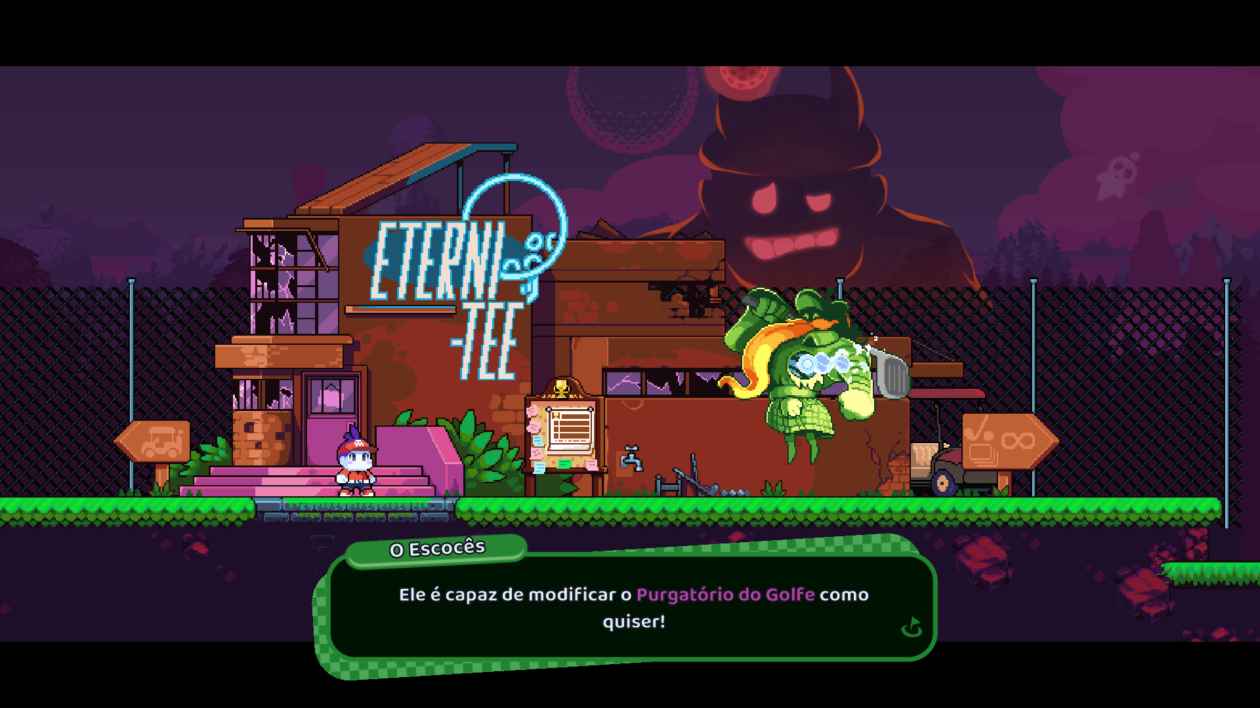 ETERNI
-TEE
O Escocês
Ele é capaz de modificar o Purgatório do Golfe como
quiser!